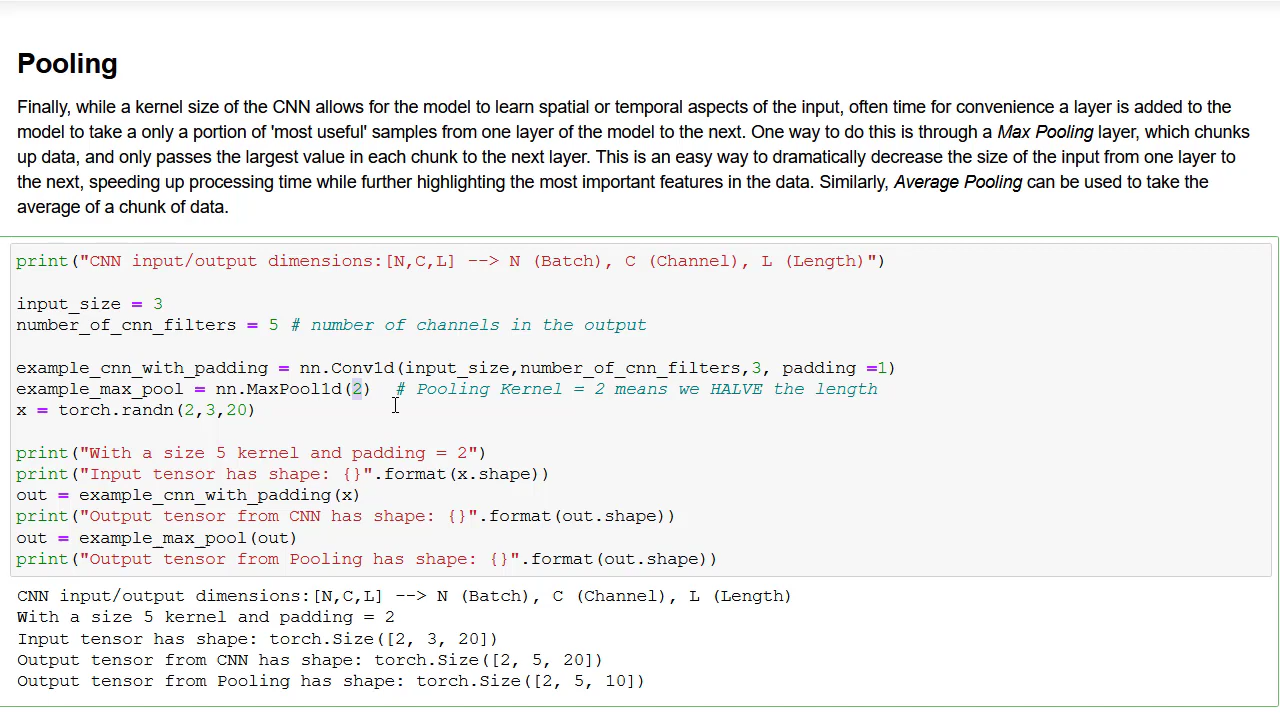 Pooling
Finally, while a kernel size of the CNN allows for the model to learn spatial or temporal aspects of the input, often time for convenience a layer is added to the
model to take a only a portion of 'most useful' samples from one layer of the model to the next. One way to do this is through a Max Pooling layer, which chunks
up data, and only passes the largest value in each chunk to the next layer. This is an easy way to dramatically decrease the size of the input from one layer to
the next, speeding up processing time while further highlighting the most important features in the data. Similarly, Average Pooling can be used to take the
average of a chunk of data.
print("CNN input/output dimensions:[N,C,L] --> N (Batch), C (Channel), L (Length)")
input_size = 3
number_of_cnn_filters = 5 # number of channels in the output
example_cnn_with_padding = nn.Conv1d(input_size,number_of_cnn_filters,3, padding =1)
example_max_pool = nn.MaxPool1d(2)  # Pooling Kernel = 2 means we HALVE the length
x = torch.randn(2,3,20)
print("With a size 5 kernel and padding = 2")
print("Input tensor has shape: {}".format(x.shape))
out = example_cnn_with_padding(x)
print("Output tensor from CNN has shape: {}".format(out.shape))
out = example_max_pool(out)
print("Output tensor from Pooling has shape: {}".format(out.shape))
CNN input/output dimensions:[N,C,L] --> N (Batch), C (Channel), L (Length)
With a size 5 kernel and padding = 2
Input tensor has shape: torch.Size([2, 3, 20])
Output tensor from CNN has shape: torch.Size([2, 5, 20])
Output tensor from Pooling has shape: torch.Size([2, 5, 10])